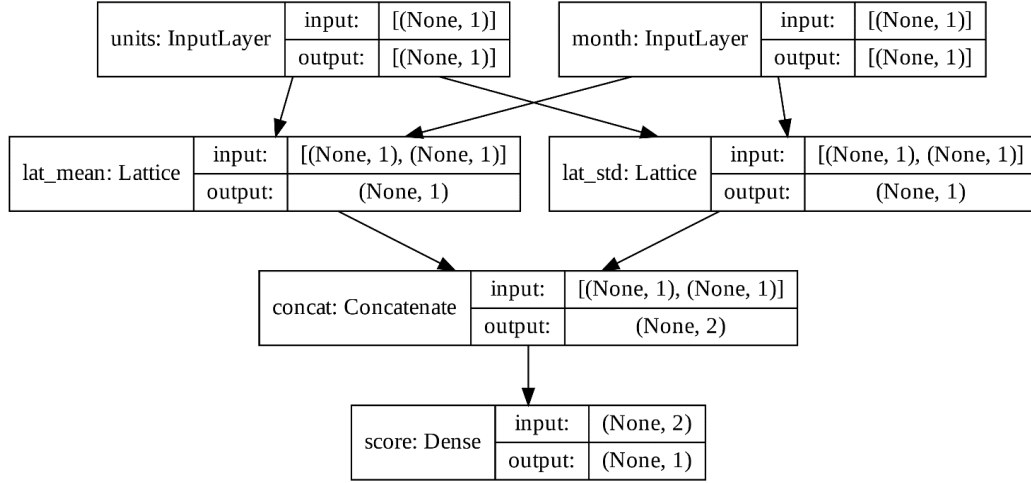 units: InputLayer
input: [(None, 1)]
output: [(None, 1)]
month: InputLayer
input: [(None, 1)]
output: [(None, 1)]
lat_mean: Lattice
input: [(None, 1), (None, 1)]
output: (None, 1)
lat_std: Lattice
input: [(None, 1), (None, 1)]
output: (None, 1)
concat: Concatenate
input: [(None, 1), (None, 1)]
output: (None, 2)
score: Dense
input: (None, 2)
output: (None, 1)